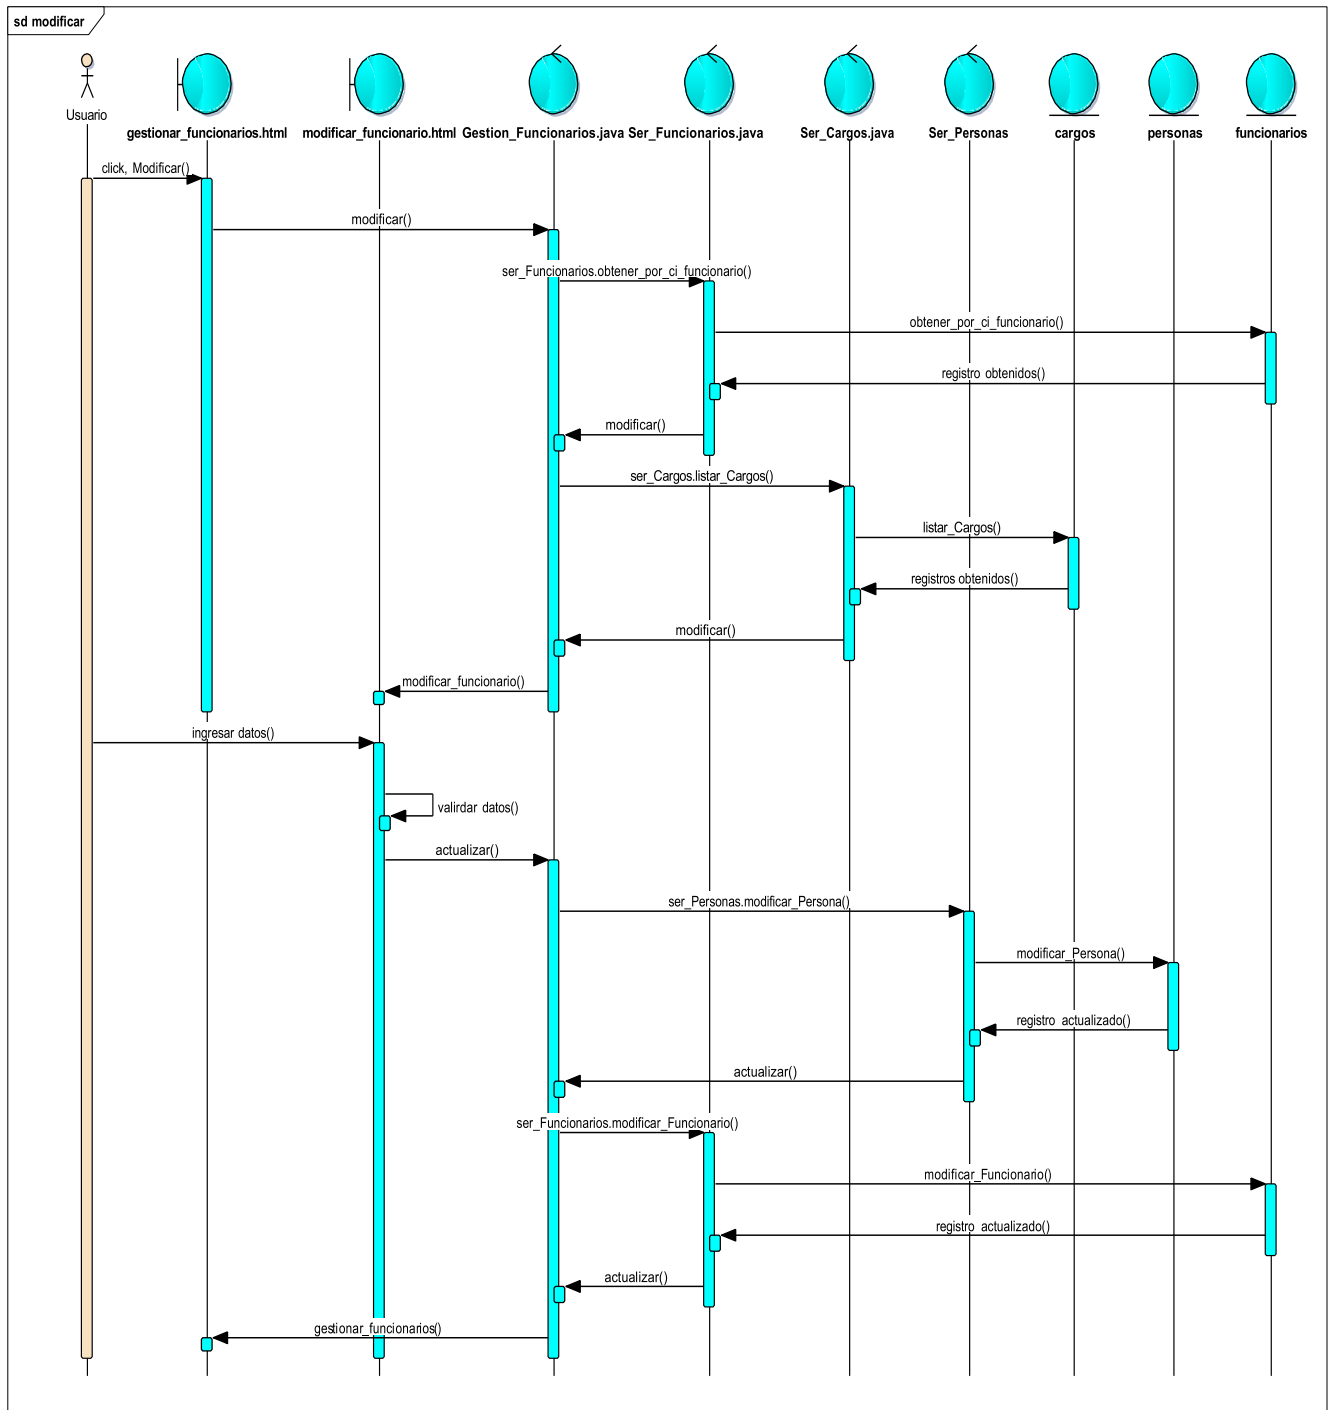 sd modificar
Usuario
gestionar_funcionarios.html
modificar_funcionario.html
Gestion_Funcionarios.java
Ser_Funcionarios.java
Ser_Cargos.java
Ser_Personas
cargos
personas
funcionarios
click, Modificar()
modificar()
ser_Funcionarios.obtener_por_ci_funcionario()
obtener_por_ci_funcionario()
registro obtenidos()
modificar()
ser_Cargos.listar_Cargos()
listar_Cargos()
registros obtenidos()
modificar()
modificar_funcionario()
ingresar datos()
valirdar datos()
actualizar()
ser_Personas.modificar_Persona()
modificar_Persona()
registro actualizado()
actualizar()
ser_Funcionarios.modificar_Funcionario()
modificar_Funcionario()
registro actualizado()
actualizar()
gestionar_funcionarios()